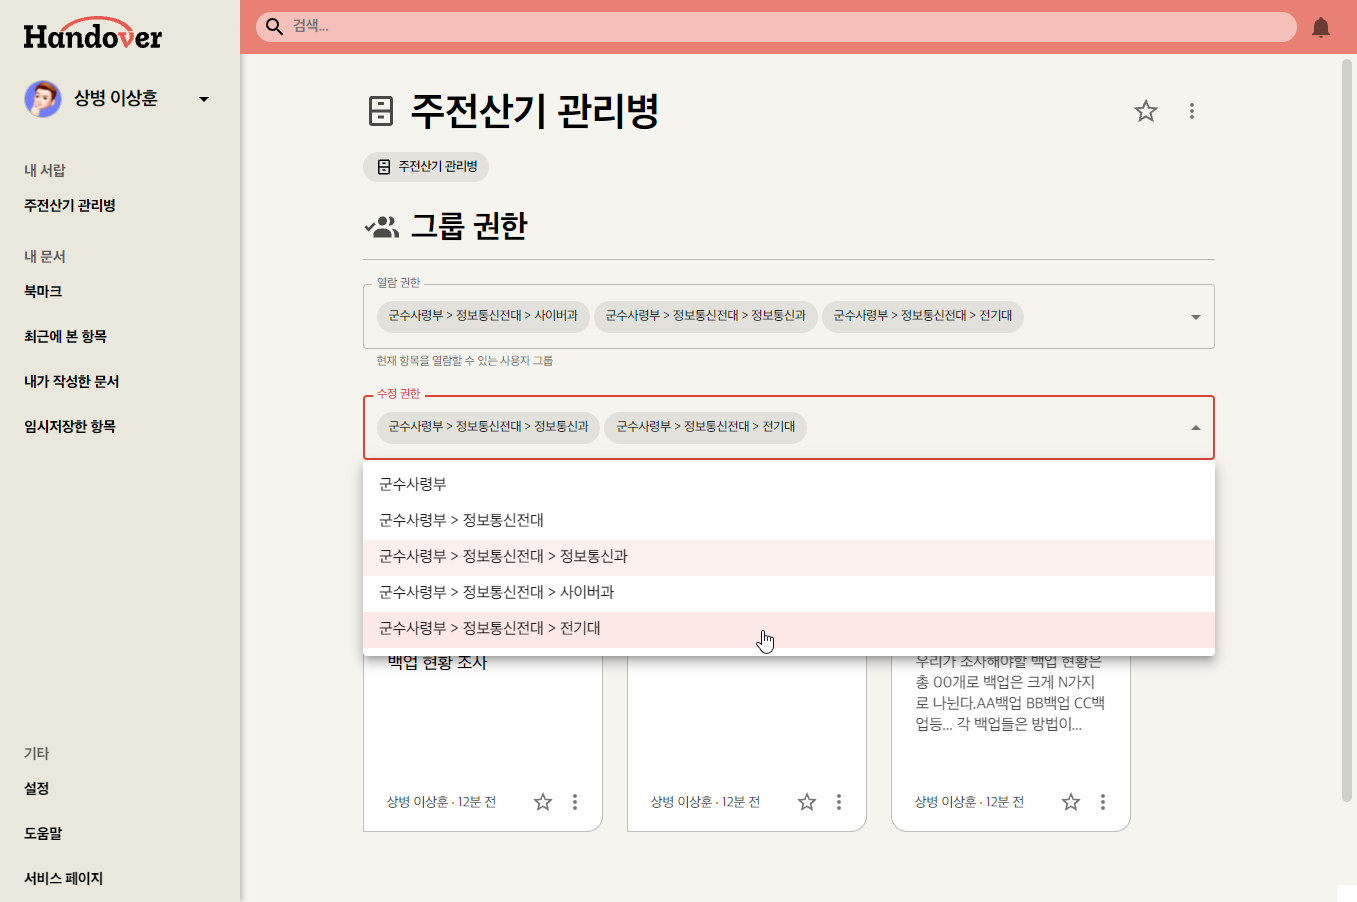 Handover
검색...
상병 이상훈
내 서랍
주전산기 관리병
내 문서
북마크
최근에 본 항목
내가 작성한 문서
임시저장한 항목
기타
설정
도움말
서비스 페이지
주전산기 관리병
주전산기 관리병
그룹 권한
열람 권한
군수사령부 > 정보통신전대 > 사이버과 군수사령부 > 정보통신전대 > 정보통신과 군수사령부 > 정보통신전대 > 전기대
현재 항목을 열람할 수 있는 사용자 그룹
수정 권한
군수사령부 > 정보통신전대 > 정보통신과 군수사령부 > 정보통신전대 > 전기대
군수사령부
군수사령부 > 정보통신전대
군수사령부 > 정보통신전대 > 정보통신과
군수사령부 > 정보통신전대 > 사이버과
군수사령부 > 정보통신전대 > 전기대
백업 현황 조사
상병 이상훈 · 12분 전
상병 이상훈 · 12분 전
우리가 조사해야할 백업 현황은
총 00개로 백업은 크게 N가지
로 나뉜다.AA백업 BB백업 CC백
업등... 각 백업들은 방법이...
상병 이상훈 · 12분 전